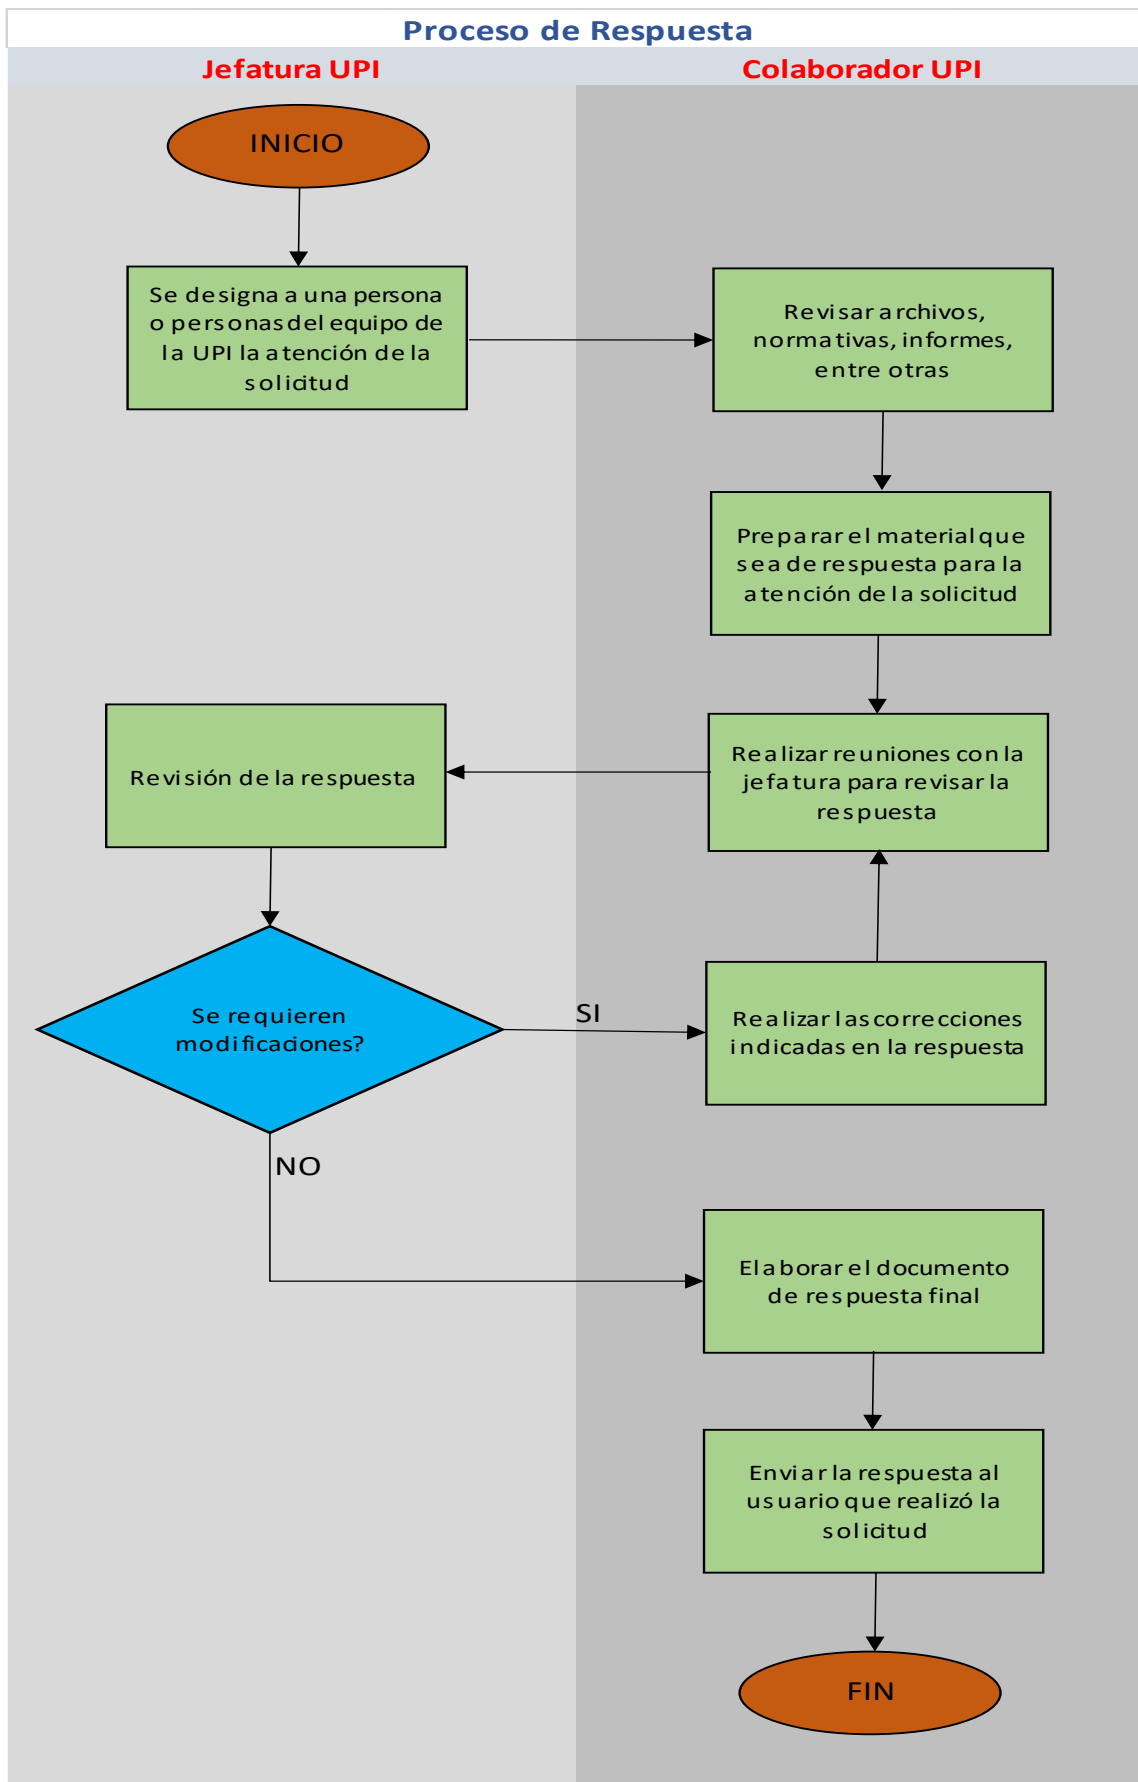 Proceso de Respuesta
Jefatura UPI
Colaborador UPI
INICIO
Se designa a una persona
o personas del equipo de
la UPI la atención de la
solicitud
Revisar archivos,
normativas, informes,
entre otras
Preparar el material que
sea de respuesta para la
atención de la solicitud
Realizar reuniones con la
jefatura para revisar la
respuesta
Revisión de la respuesta
Se requieren
modificaciones?
SI
Realizar las correcciones
indicadas en la respuesta
NO
Elaborar el documento
de respuesta final
Enviar la respuesta al
usuario que realizó la
solicitud
FIN